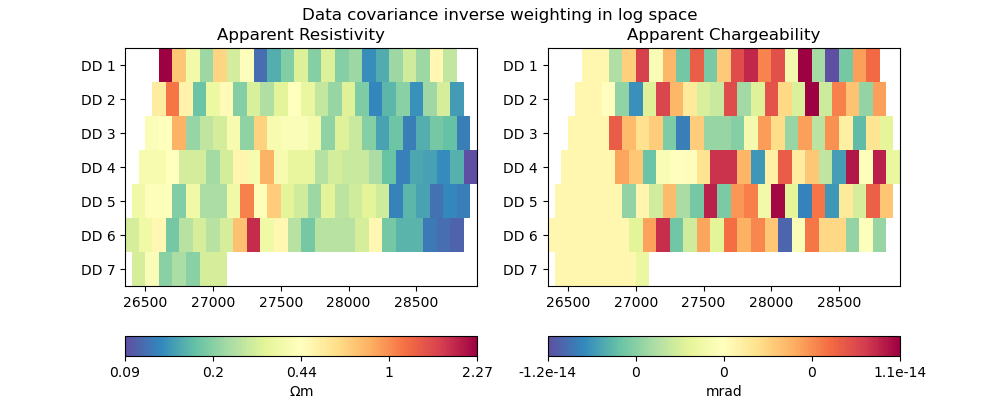 Data covariance inverse weighting in log space
Apparent Resistivity
DD 1
DD 2
DD 3
DD 4
DD 5
DD 6
DD 7
26500 27000 27500 28000 28500
0.09 0.2 0.44 1 2.27
Ωm
Apparent Chargeability
DD 1
DD 2
DD 3
DD 4
DD 5
DD 6
DD 7
26500 27000 27500 28000 28500
-1.2e-14 0 0 0 1.1e-14
mrad